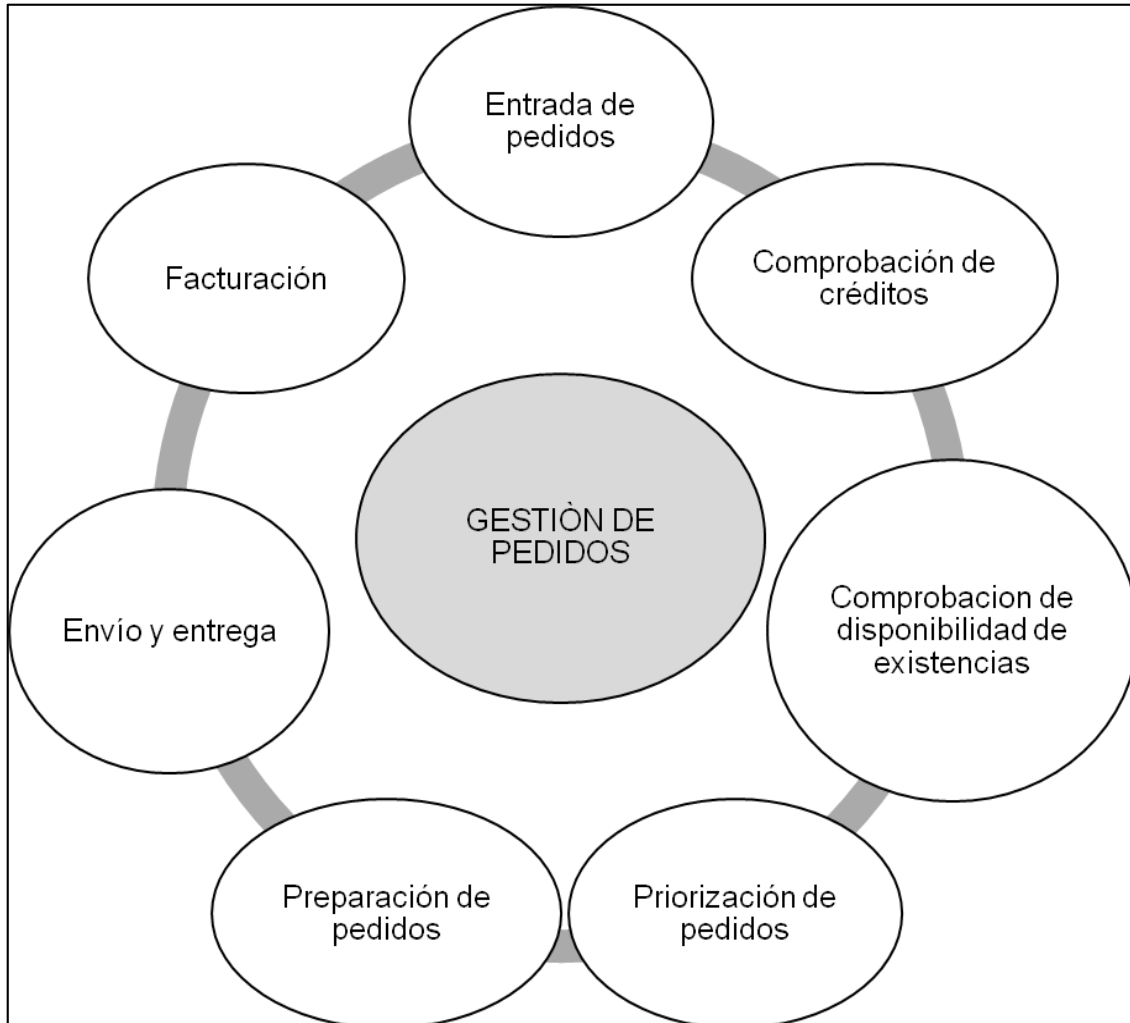 Entrada de
pedidos
Comprobación de
créditos
Comprobacion de
disponibilidad de
existencias
Priorización de
pedidos
Preparación de
pedidos
Envío y entrega
Facturación
GESTIÒN DE
PEDIDOS